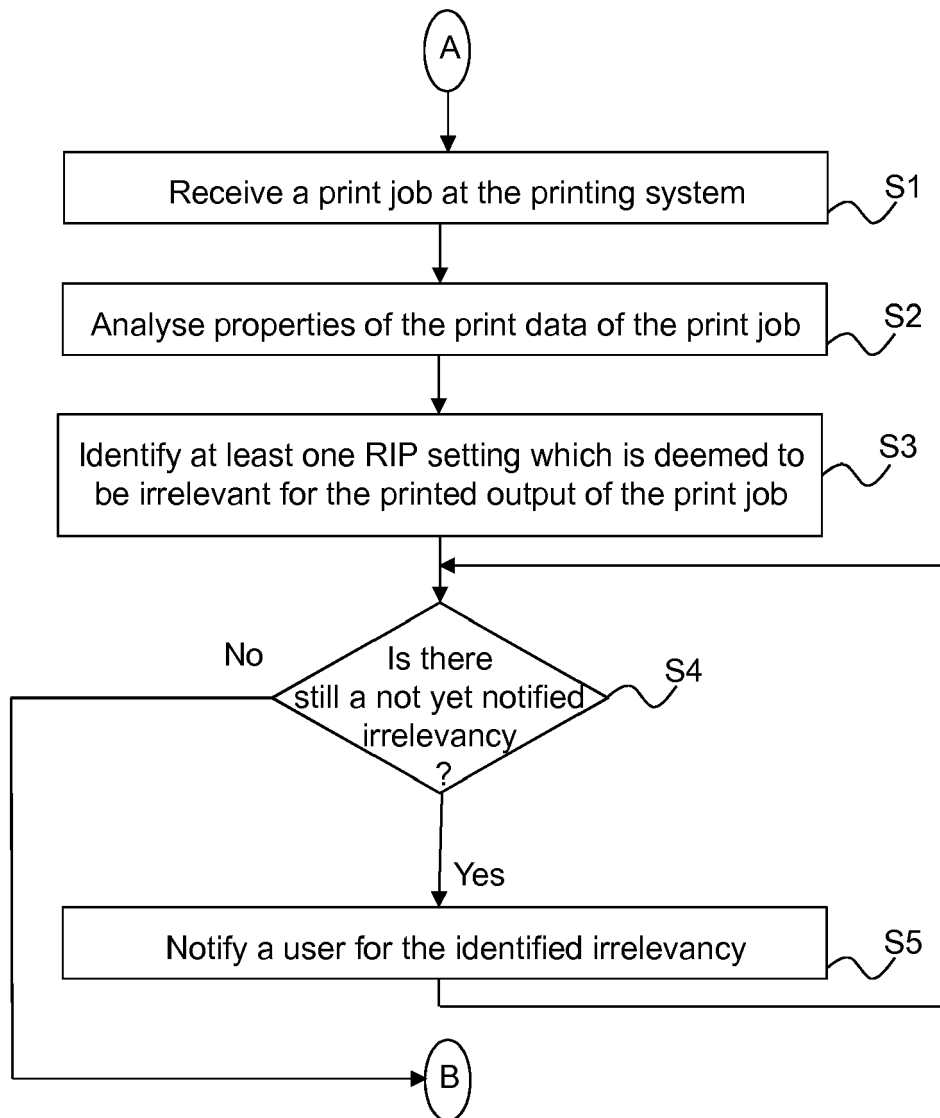 A
Receive a print job at the printing system
S1
Analyse properties of the print data of the print job
S2
Identify at least one RIP setting which is deemed to
be irrelevant for the printed output of the print job
S3
No
Is there
still a not yet notified
irrelevancy
?
S4
Yes
Notify a user for the identified irrelevancy
S5
B